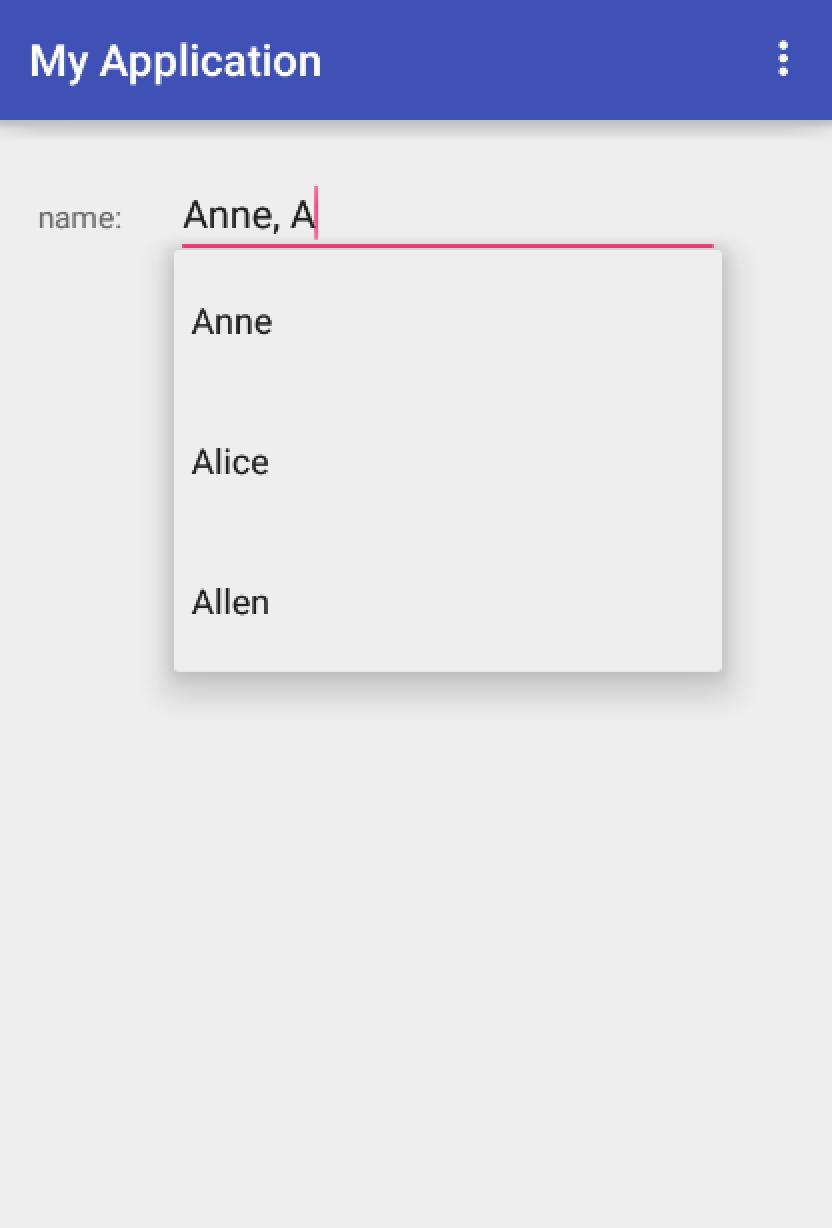 My Application
name: Anne, A
Anne
Alice
Allen